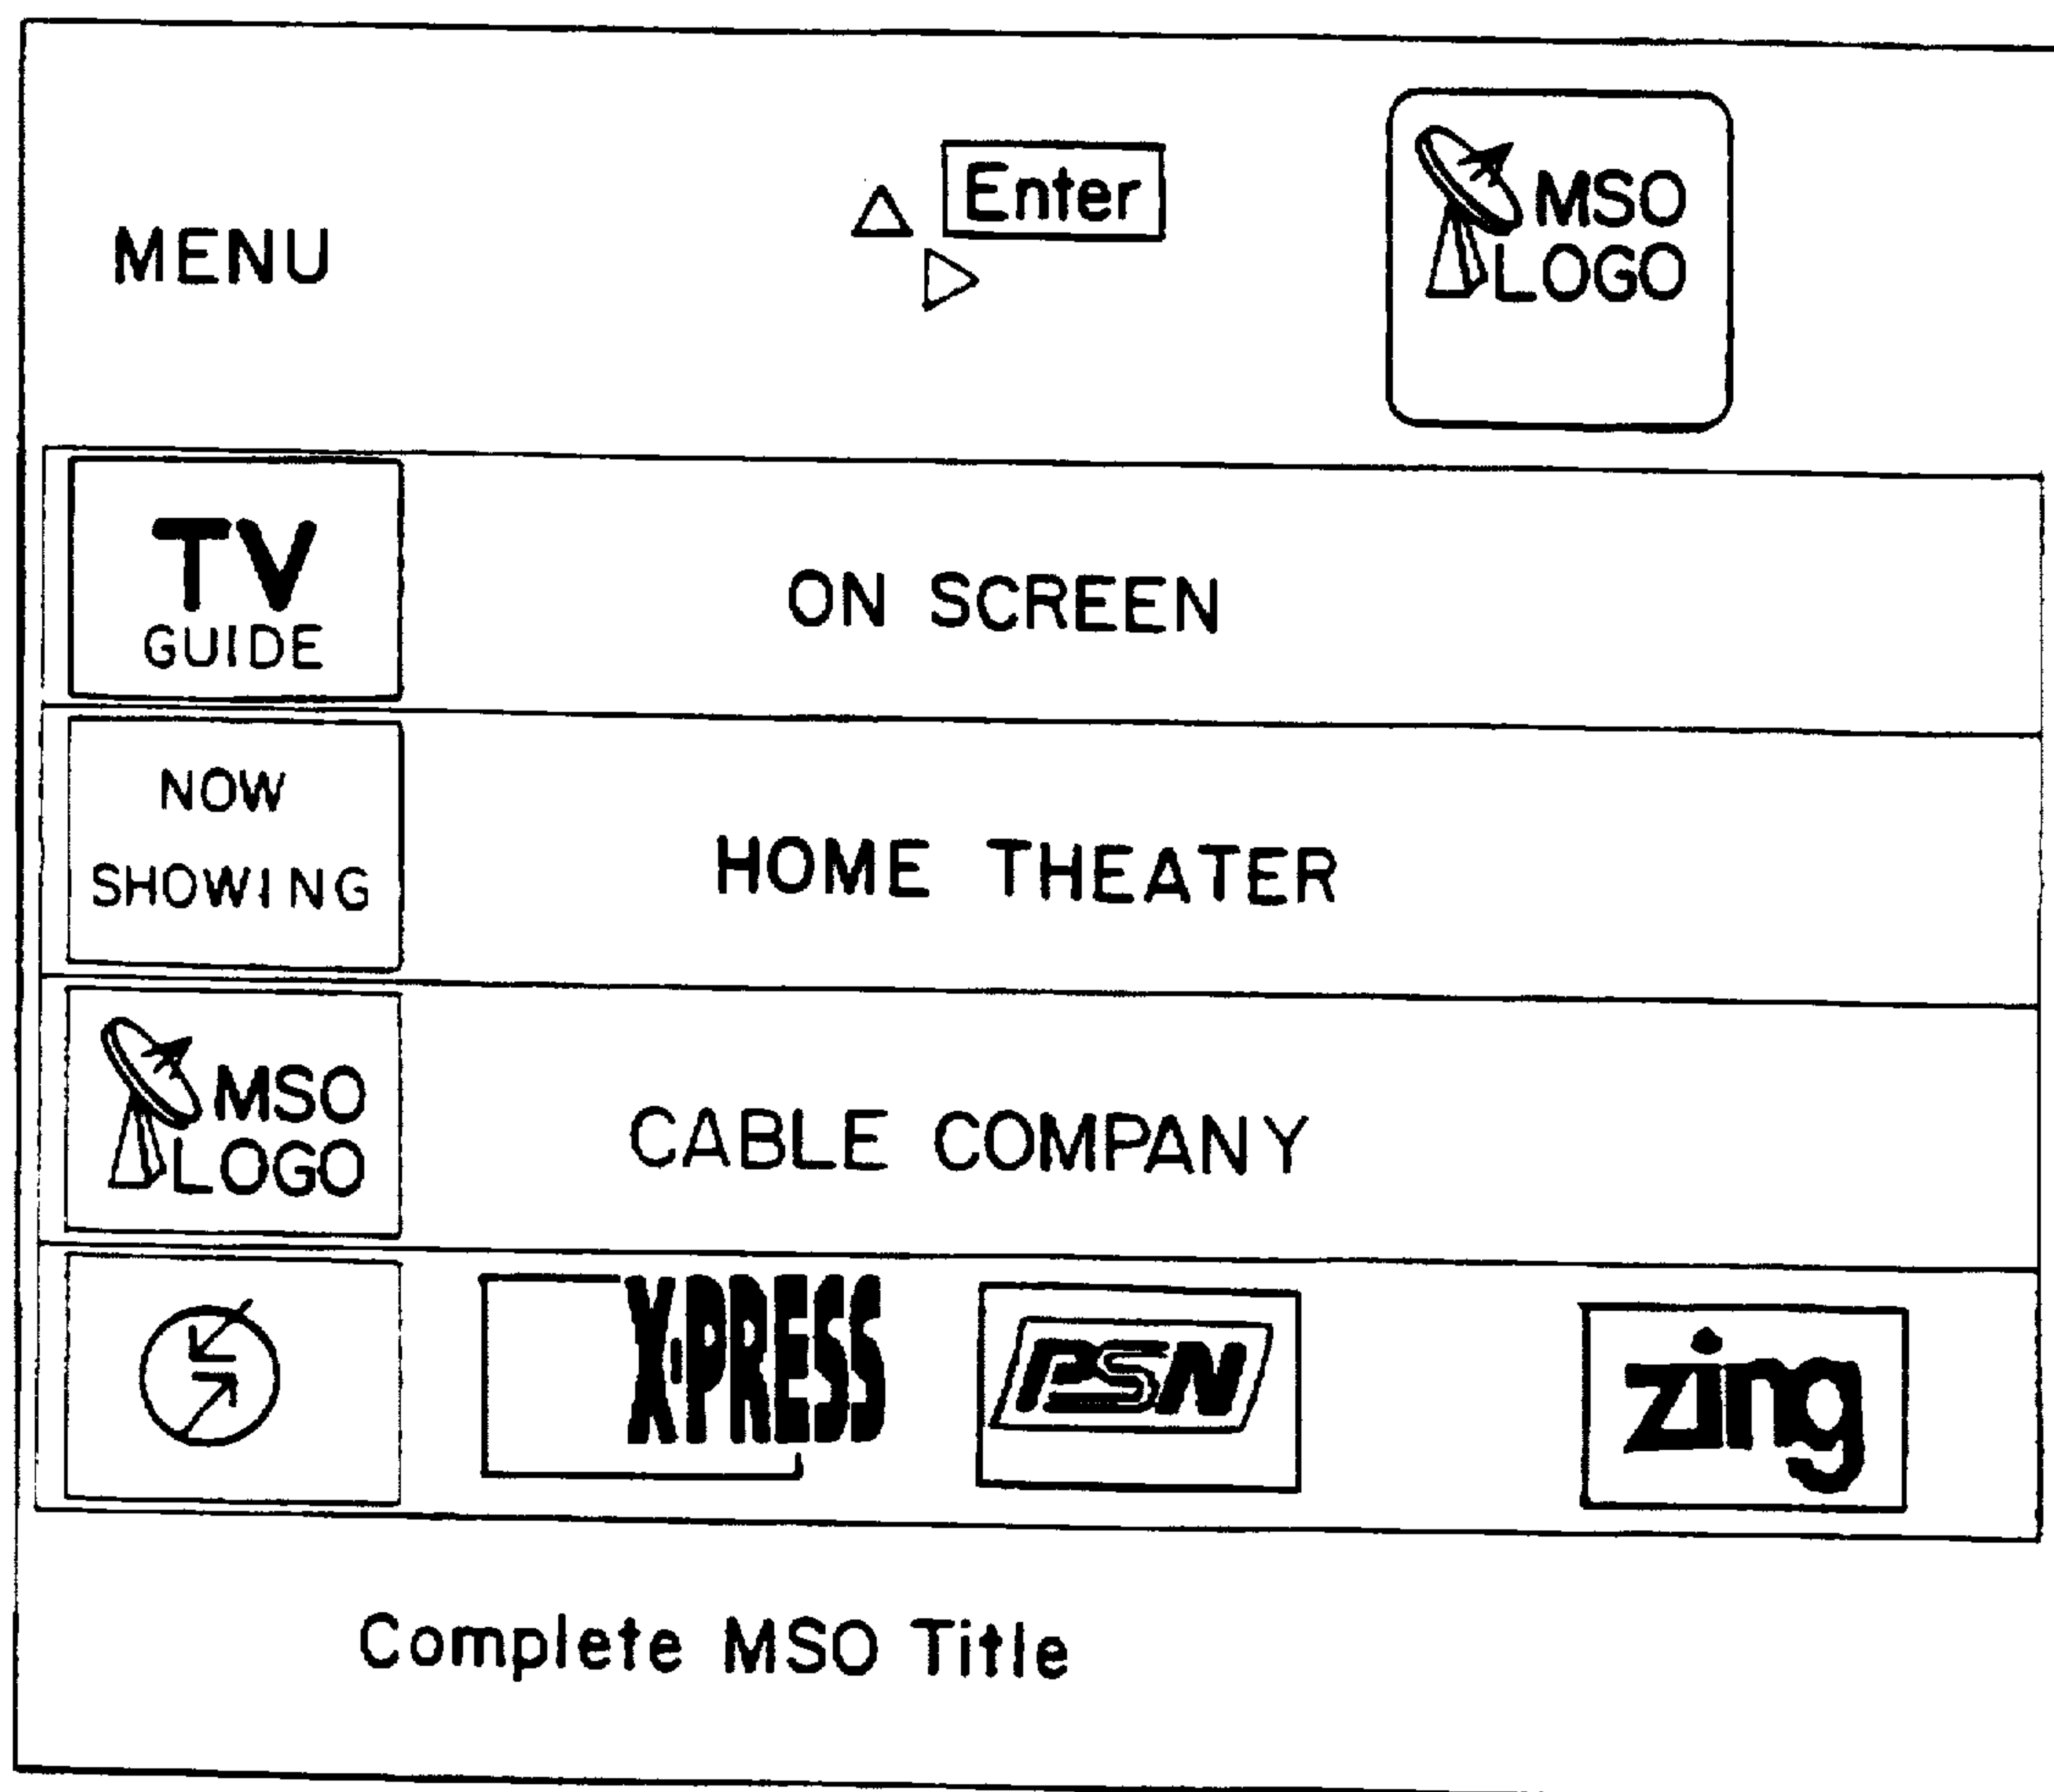 Enter
MENU
MSO
LOGO
TV
GUIDE
ON SCREEN
NOW
SHOWING
HOME THEATER
MSO
LOGO
CABLE COMPANY
X•PRESS
PSN
zing
Complete MSO Title